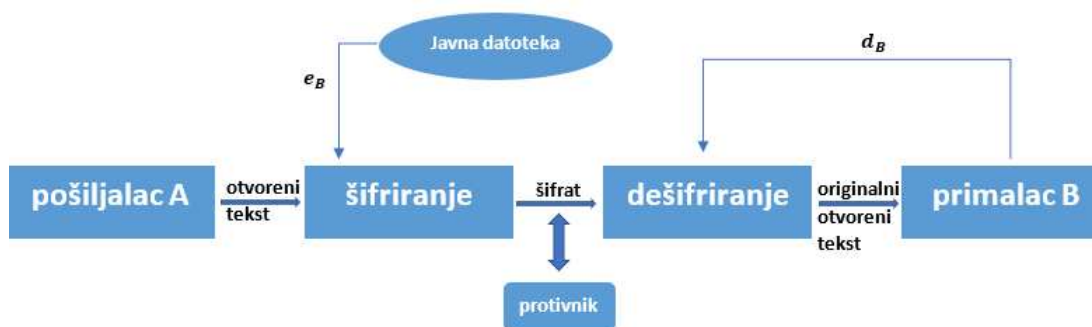 Javna datoteka
e_B
d_B
pošiljalac A
otvoreni
tekst
šifriranje
šifrat
dešifriranje
originalni
otvoreni
tekst
primalac B
protivnik